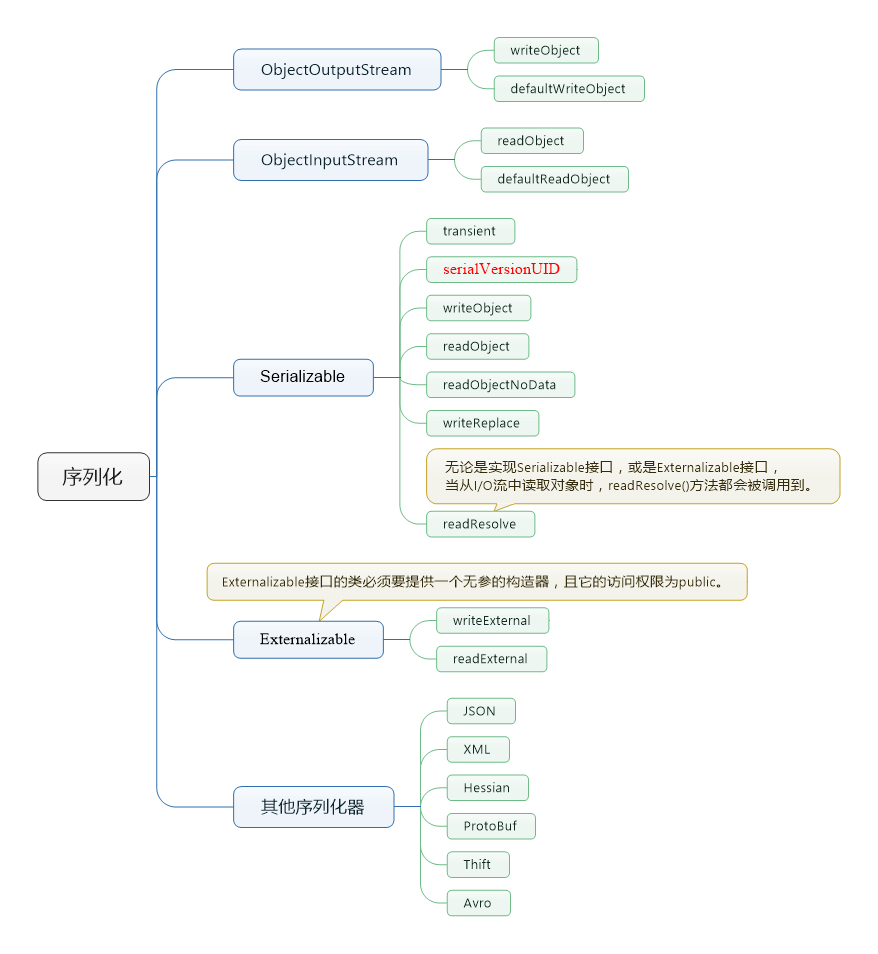 序列化
ObjectOutputStream
writeObject
defaultWriteObject
ObjectInputStream
readObject
defaultReadObject
Serializable
transient
serialVersionUID
writeObject
readObject
readObjectNoData
writeReplace
无论是实现Serializable接口，或是Externalizable接口，
当从I/O流中读取对象时，readResolve()方法都会被调用到。
readResolve
Externalizable接口的类必须要提供一个无参的构造器，且它的访问权限为public。
Externalizable
writeExternal
readExternal
其他序列化器
JSON
XML
Hessian
ProtoBuf
Thift
Avro